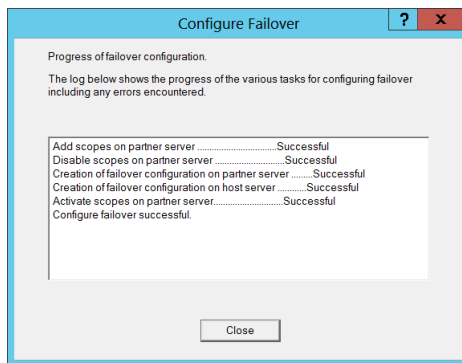 Configure Failover
? x
Progress of failover configuration.
The log below shows the progress of the various tasks for configuring failover
including any errors encountered.
Add scopes on partner server ..............................Successful
Disable scopes on partner server ..........................Successful
Creation of failover configuration on partner server ........Successful
Creation of failover configuration on host server ...........Successful
Activate scopes on partner server..........................Successful
Configure failover successful.
Close